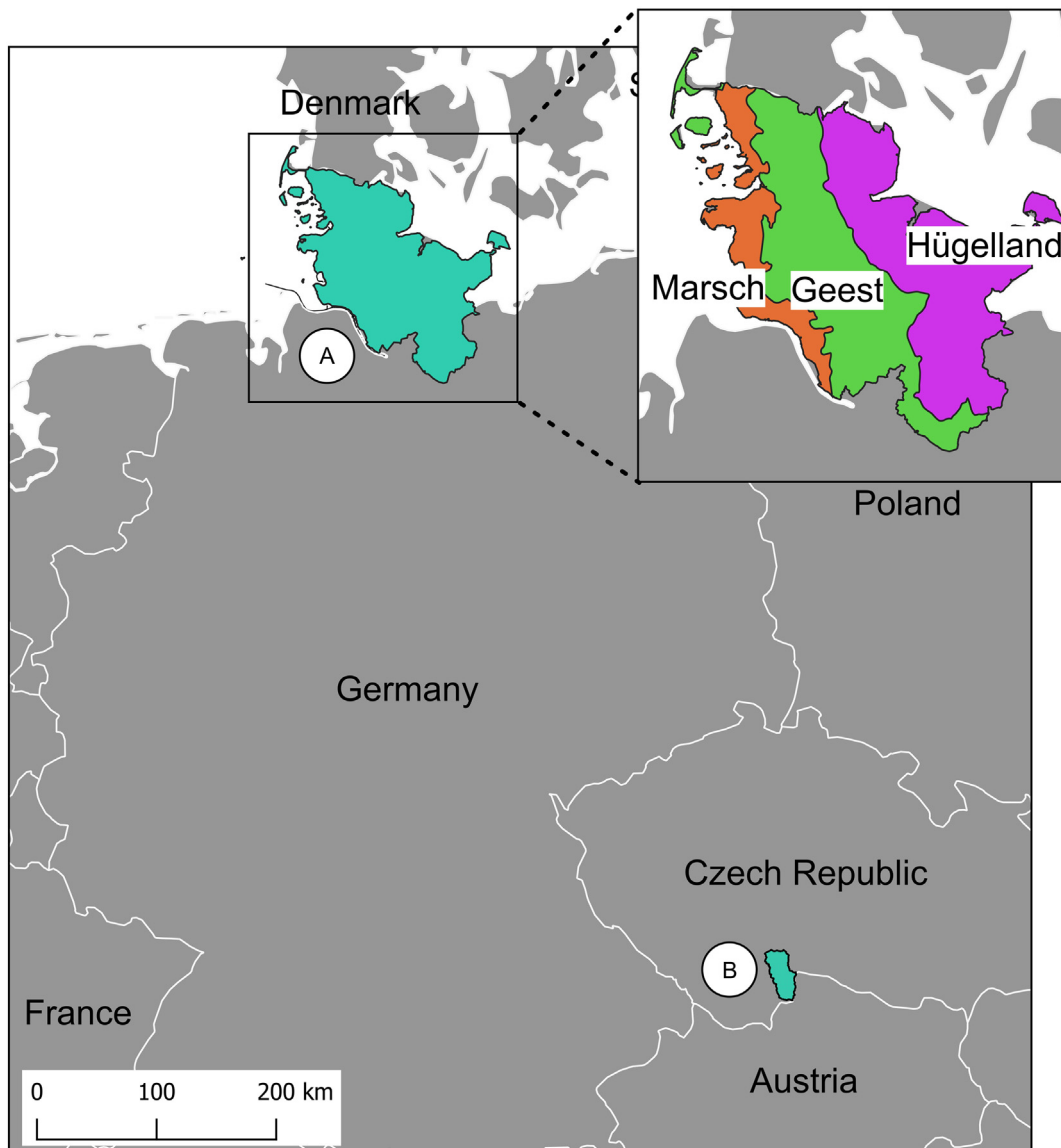 Denmark
Hügelland
Marsch
Geest
A
Poland
Germany
Czech Republic
B
France
Austria
0
100
200 km